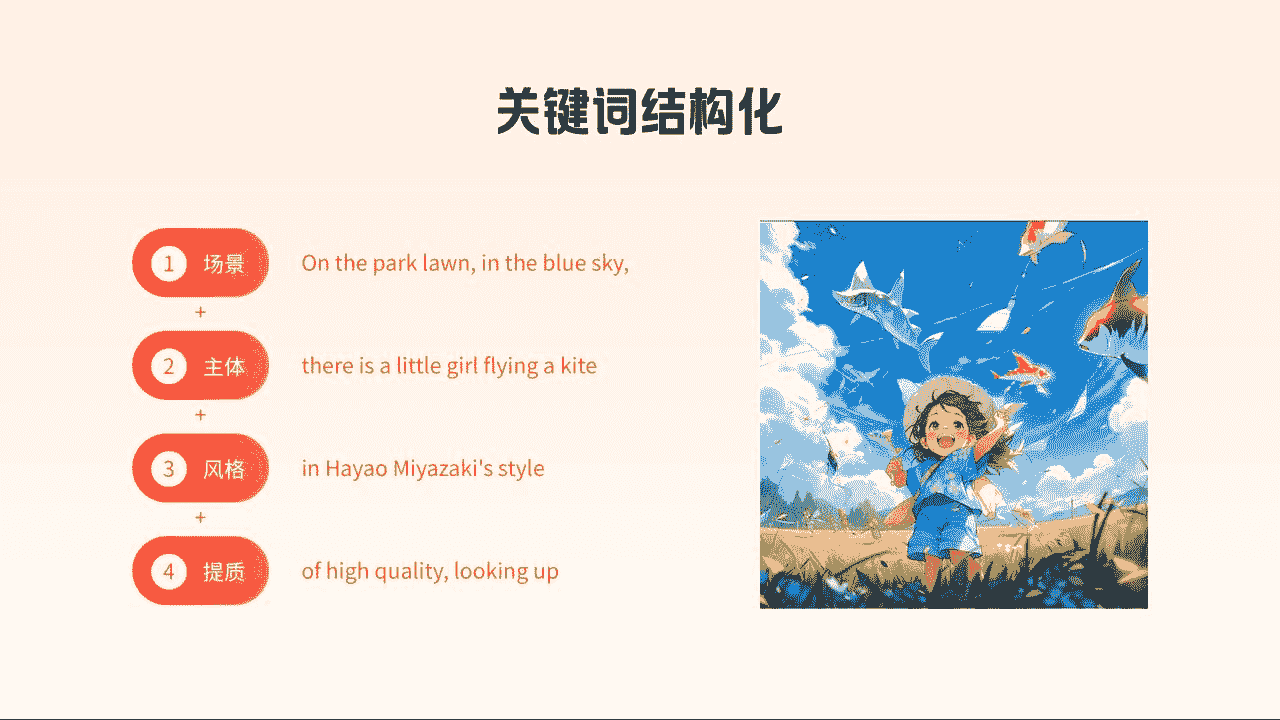 关键词结构化
1 场景 On the park lawn, in the blue sky,
+
2 主体 there is a little girl flying a kite
+
3 风格 in Hayao Miyazaki's style
+
4 提质 of high quality, looking up